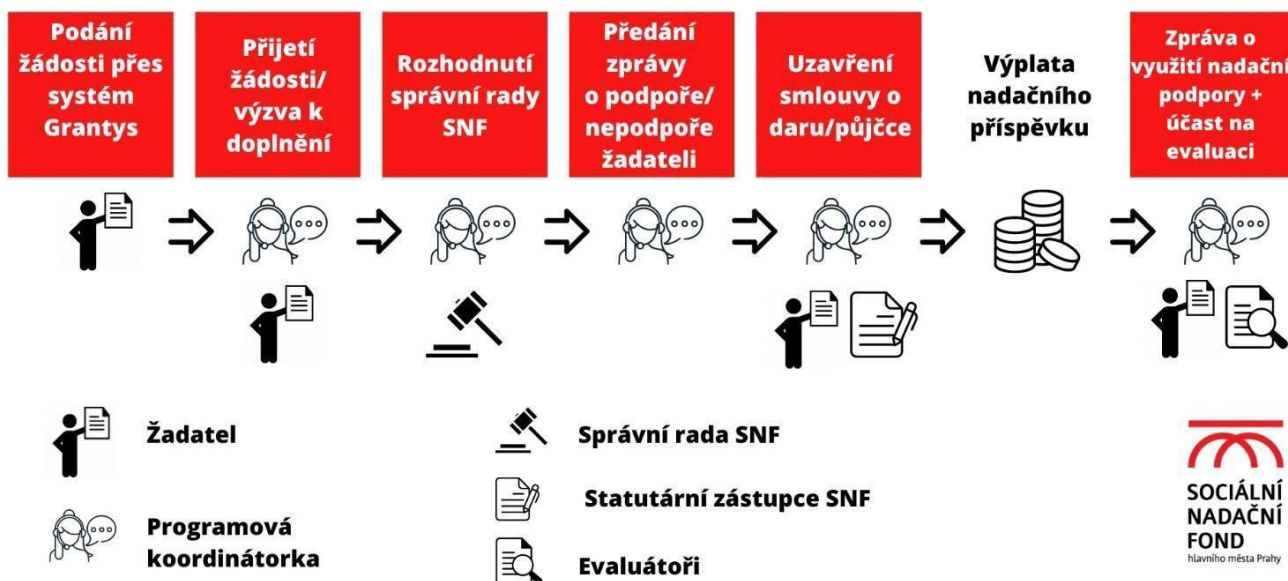 Podání
žádosti přes
systém
Grantys
Přijetí
žádosti/
výzva k
doplnění
Rozhodnutí
správní rady
SNF
Předání
zprávy
o podpoře/
nepodpoře
žadateli
Uzavření
smlouvy o
daru/půjčce
Výplata
nadačního
příspěvku
Zpráva o
využití nadační
podpory +
účast na
evaluaci
Žadatel
Programová
koordinátorka
Správní rada SNF
Statutární zástupce SNF
Evaluátoři
SOCIÁLNÍ
NADAČNÍ
FOND
hlavního města Prahy